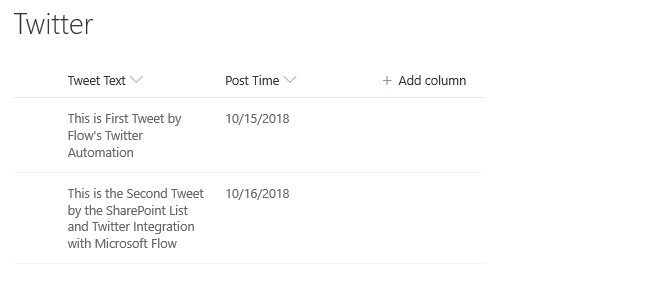 Twitter
Tweet Text Post Time + Add column
This is First Tweet by 10/15/2018
Flow's Twitter
Automation
This is the Second Tweet 10/16/2018
by the SharePoint List
and Twitter Integration
with Microsoft Flow